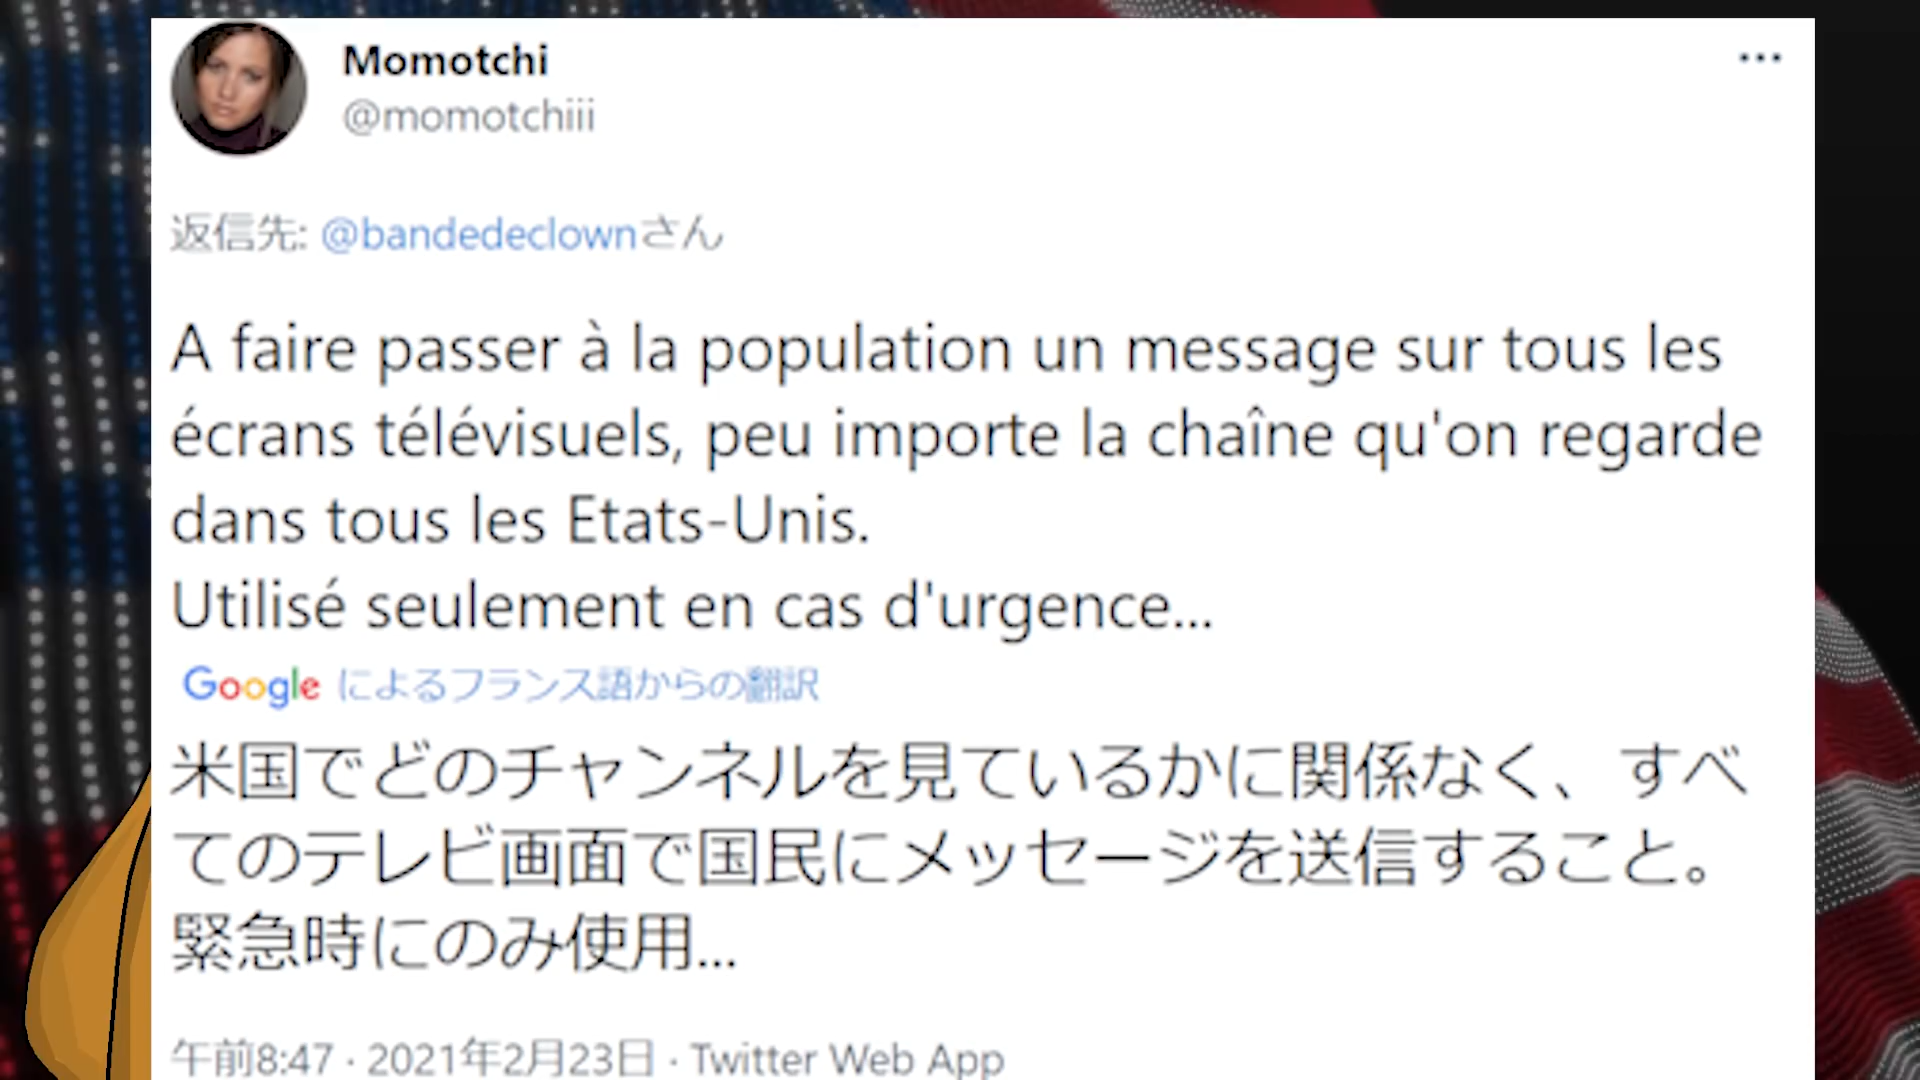 Momotchi
@momotchiii
返信先: @bandedeclownさん
A faire passer à la population un message sur tous les
écrans télévisuels, peu importe la chaîne qu'on regarde
dans tous les Etats-Unis.
Utilisé seulement en cas d'urgence...
Google によるフランス語からの翻訳
米国でどのチャンネルを見ているかに関係なく、すべ
てのテレビ画面で国民にメッセージを送信すること。
緊急時にのみ使用...
午前8:47 · 2021年2月23日 · Twitter Web App